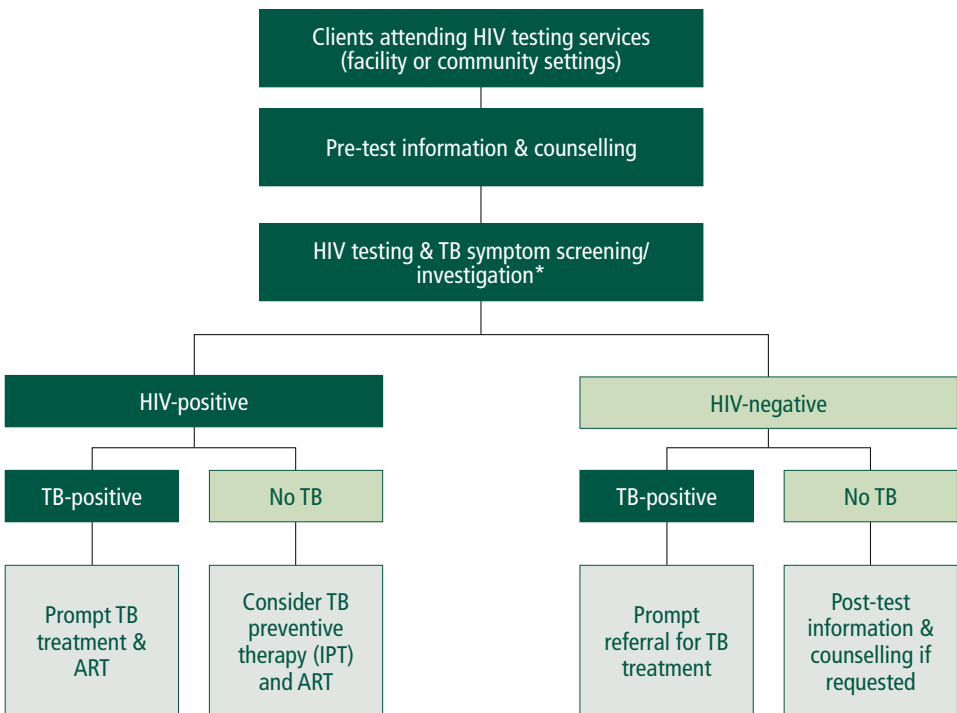 Clients attending HIV testing services
(facility or community settings)
Pre-test information & counselling
HIV testing & TB symptom screening/
investigation*
HIV-positive
HIV-negative
TB-positive
No TB
TB-positive
No TB
Prompt TB
treatment &
ART
Consider TB
preventive
therapy (IPT)
and ART
Prompt
referral for TB
treatment
Post-test
information &
counselling if
requested